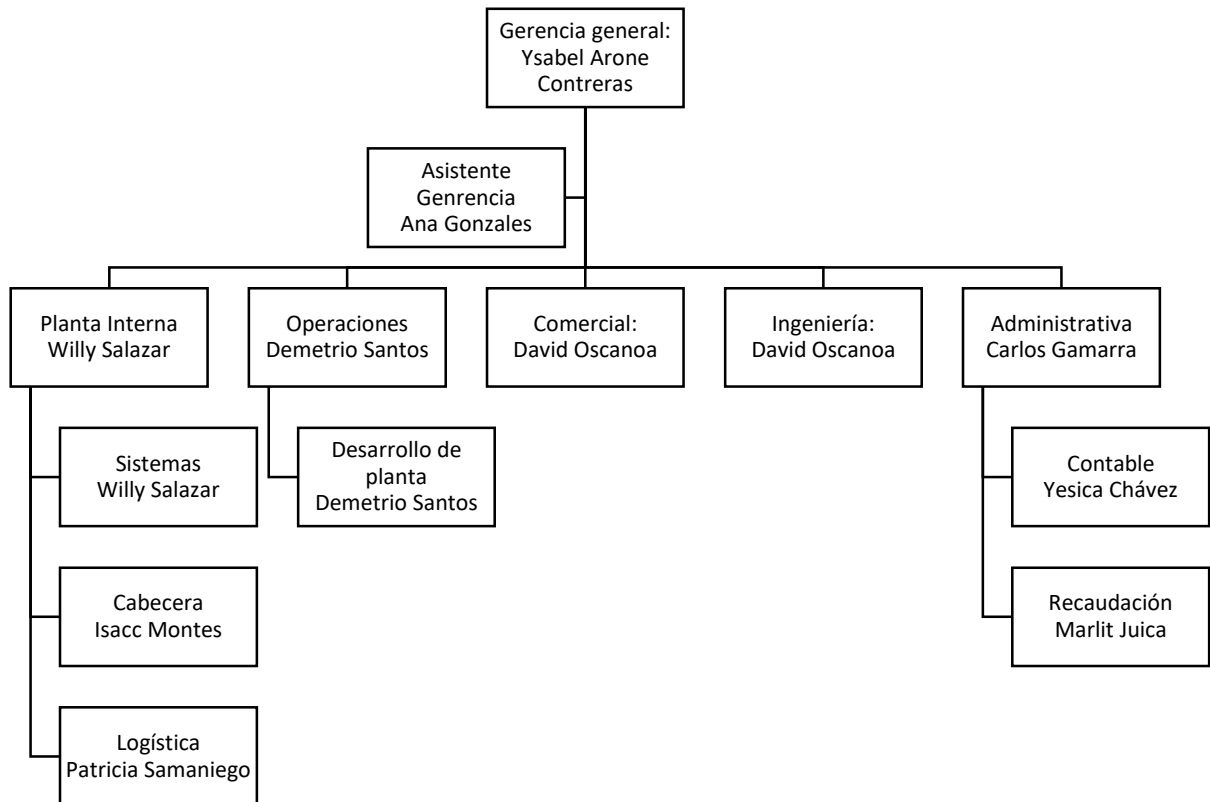 Gerencia general:
Ysabel Arone
Contreras
Asistente
Genrencia
Ana Gonzales
Planta Interna
Willy Salazar
Operaciones
Demetrio Santos
Comercial:
David Oscanoa
Ingeniería:
David Oscanoa
Administrativa
Carlos Gamarra
Sistemas
Willy Salazar
Desarrollo de
planta
Demetrio Santos
Contable
Yesica Chávez
Cabecera
Isacc Montes
Recaudación
Marlit Juica
Logística
Patricia Samaniego